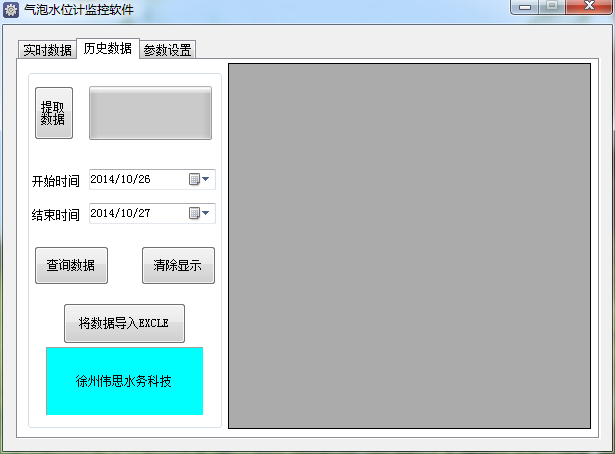 气泡水位计监控软件
实时数据 历史数据 参数设置
提取
数据
开始时间 2014/10/26
结束时间 2014/10/27
查询数据 清除显示
将数据导入EXCLE
徐州伟思水务科技